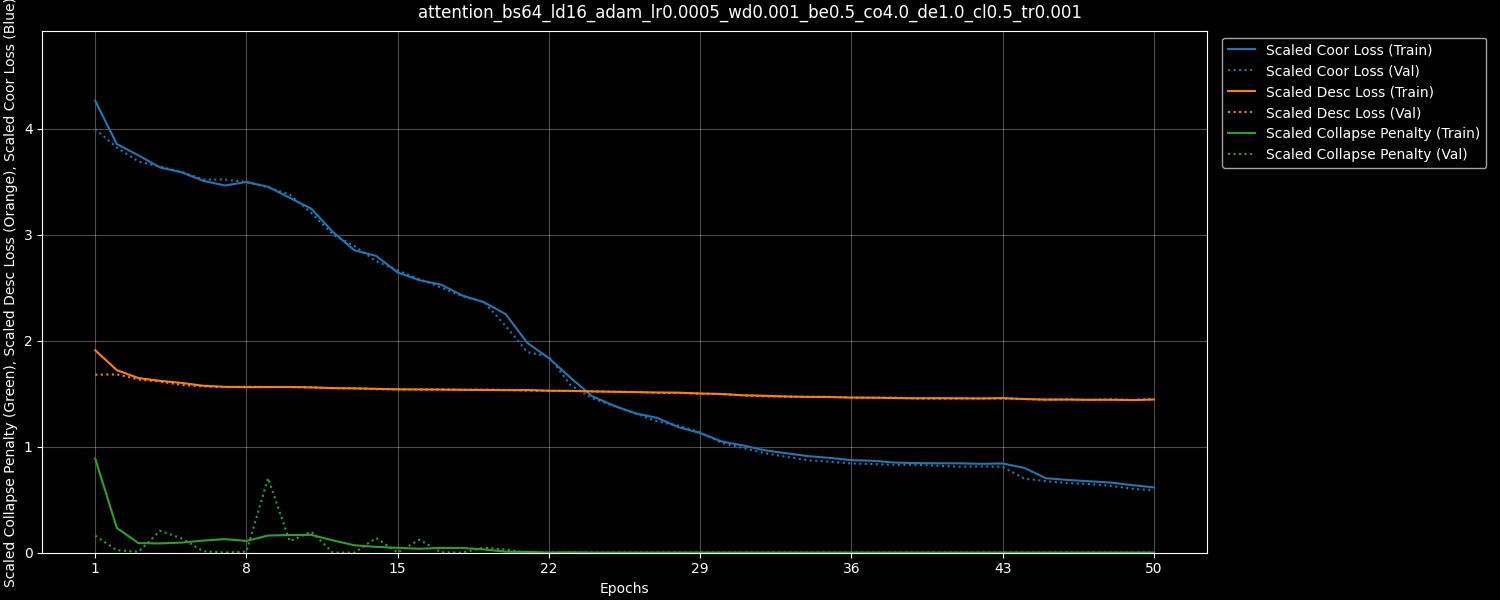 attention_bs64_ld16_adam_lr0.0005_wd0.001_be0.5_co4.0_de1.0_cl0.5_tr0.001
Scaled Collapse Penalty (Green), Scaled Desc Loss (Orange), Scaled Coor Loss (Blue)
4
3
2
1
0
1 8 15 22 29 36 43 50
Epochs
Scaled Coor Loss (Train)
Scaled Coor Loss (Val)
Scaled Desc Loss (Train)
Scaled Desc Loss (Val)
Scaled Collapse Penalty (Train)
Scaled Collapse Penalty (Val)